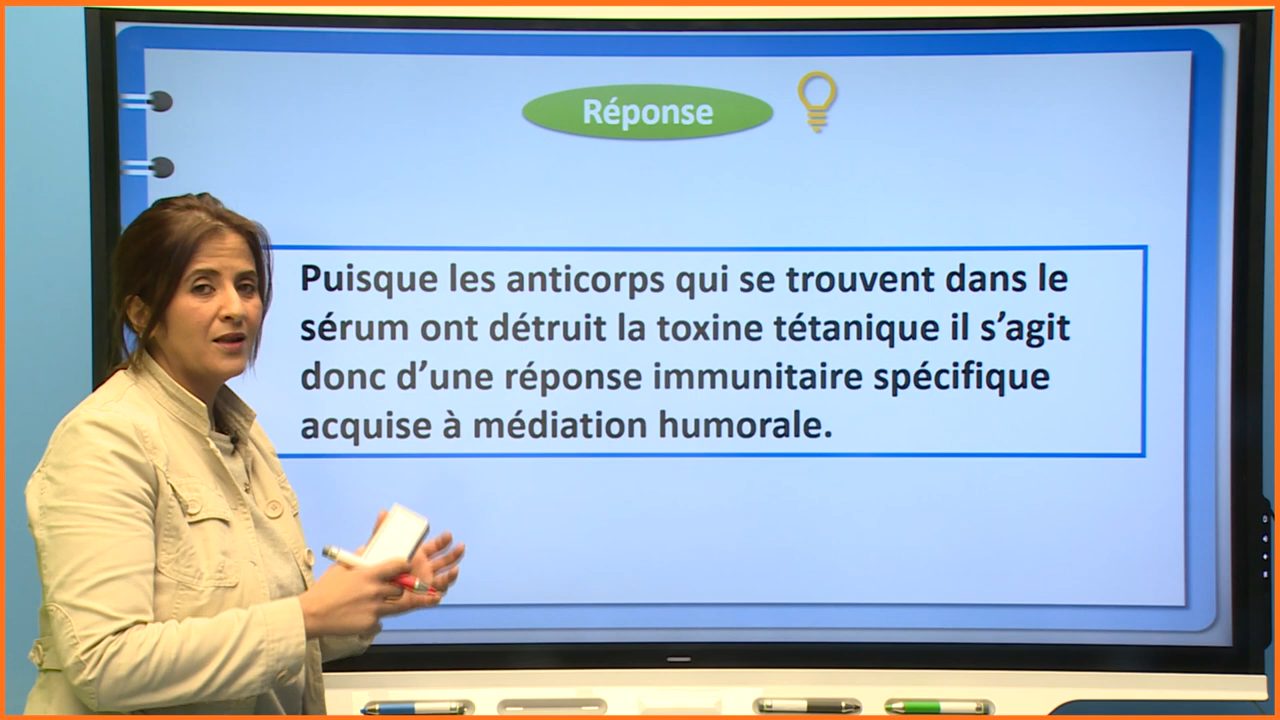 Réponse
Puisque les anticorps qui se trouvent dans le
sérum ont détruit la toxine tétanique il s’agit
donc d’une réponse immunitaire spécifique
acquise à médiation humorale.